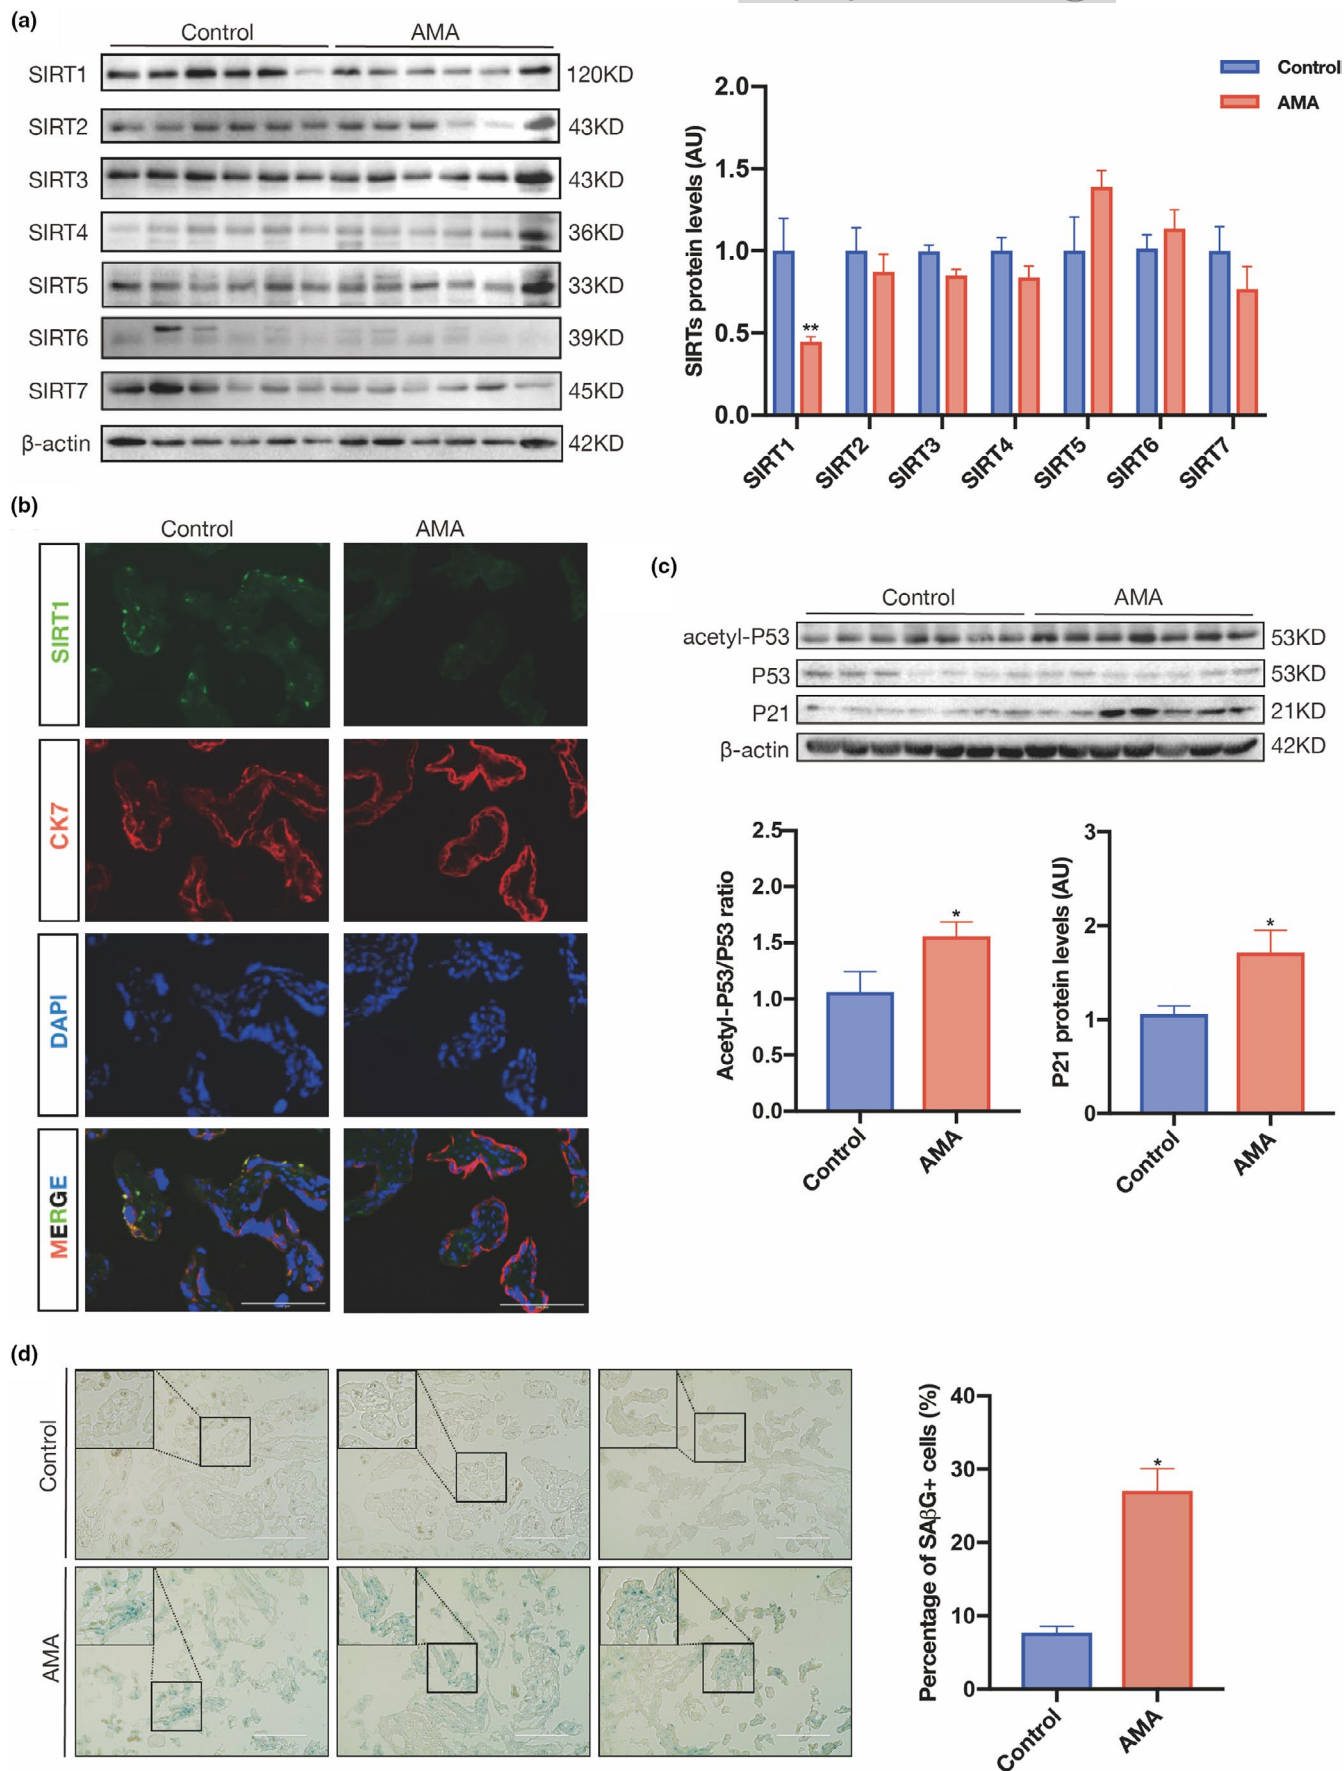 (a)
Control AMA
SIRT1 120KD
SIRT2 43KD
SIRT3 43KD
SIRT4 36KD
SIRT5 33KD
SIRT6 39KD
SIRT7 45KD
β-actin 42KD
Control
AMA
SIRTs protein levels (AU)
2.0
1.5
1.0
0.5
0.0
**
SIRT1 SIRT2 SIRT3 SIRT4 SIRT5 SIRT6 SIRT7
(b)
Control AMA
SIRT1
CK7
DAPI
MERGE
(c)
Control AMA
acetyl-P53 53KD
P53 53KD
P21 21KD
β-actin 42KD
Acetyl-P53/P53 ratio
2.5
2.0
1.5
1.0
0.5
0.0
*
Control AMA
P21 protein levels (AU)
3
2
1
0
*
Control AMA
(d)
Control
AMA
Percentage of SAβG+ cells (%)
40
30
20
10
0
*
Control AMA